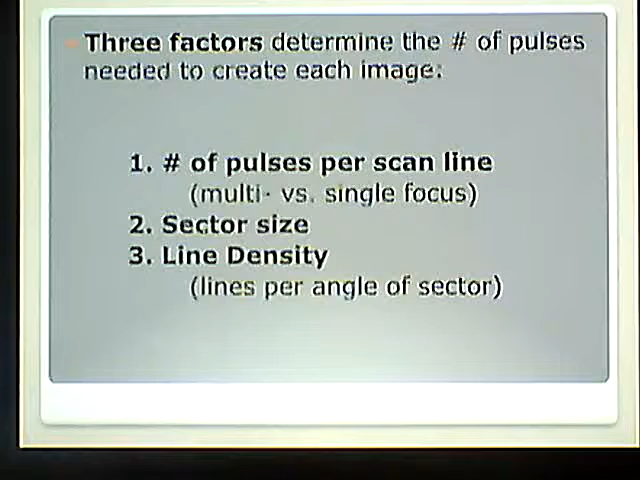 Three factors determine the # of pulses
needed to create each image:
1. # of pulses per scan line
(multi- vs. single focus)
2. Sector size
3. Line Density
(lines per angle of sector)